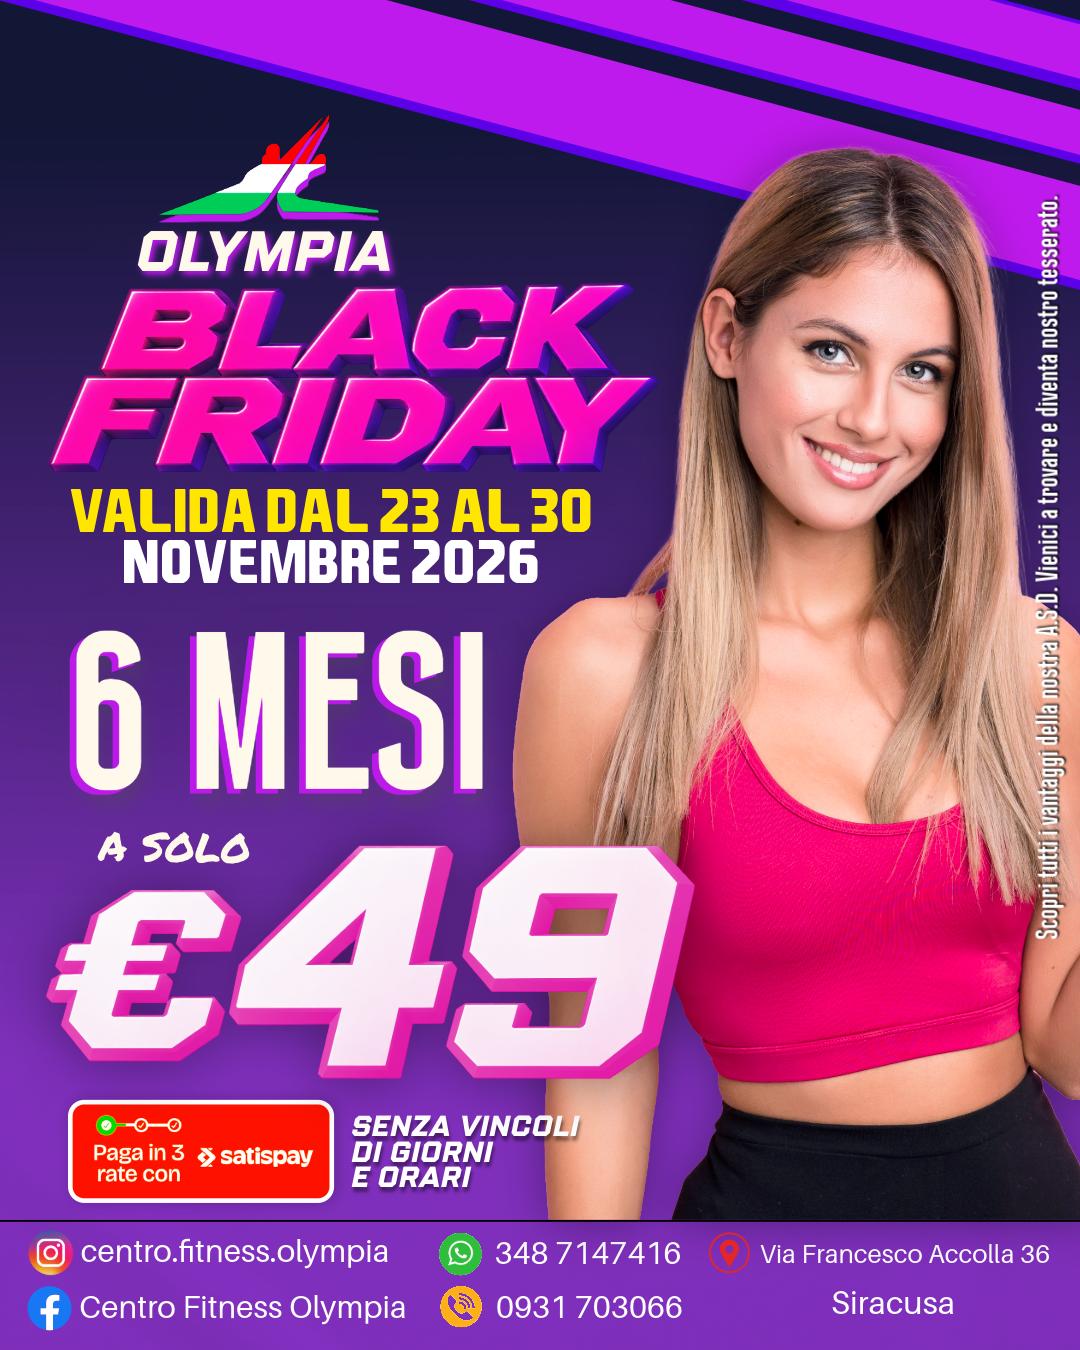 OLYMPIA
BLACK
FRIDAY
VALIDA DAL 23 AL 30
NOVEMBRE 2026
6 MESI
A SOLO
€49
Paga in 3
rate con
satispay
SENZA VINCOLI
DI GIORNI
E ORARI
Scopri tutti i vantaggi della nostra A.S.D. Vienici a trovare e diventa nostro tesserato.
centro.fitness.olympia
348 7147416
Via Francesco Accolla 36
Centro Fitness Olympia
0931 703066
Siracusa